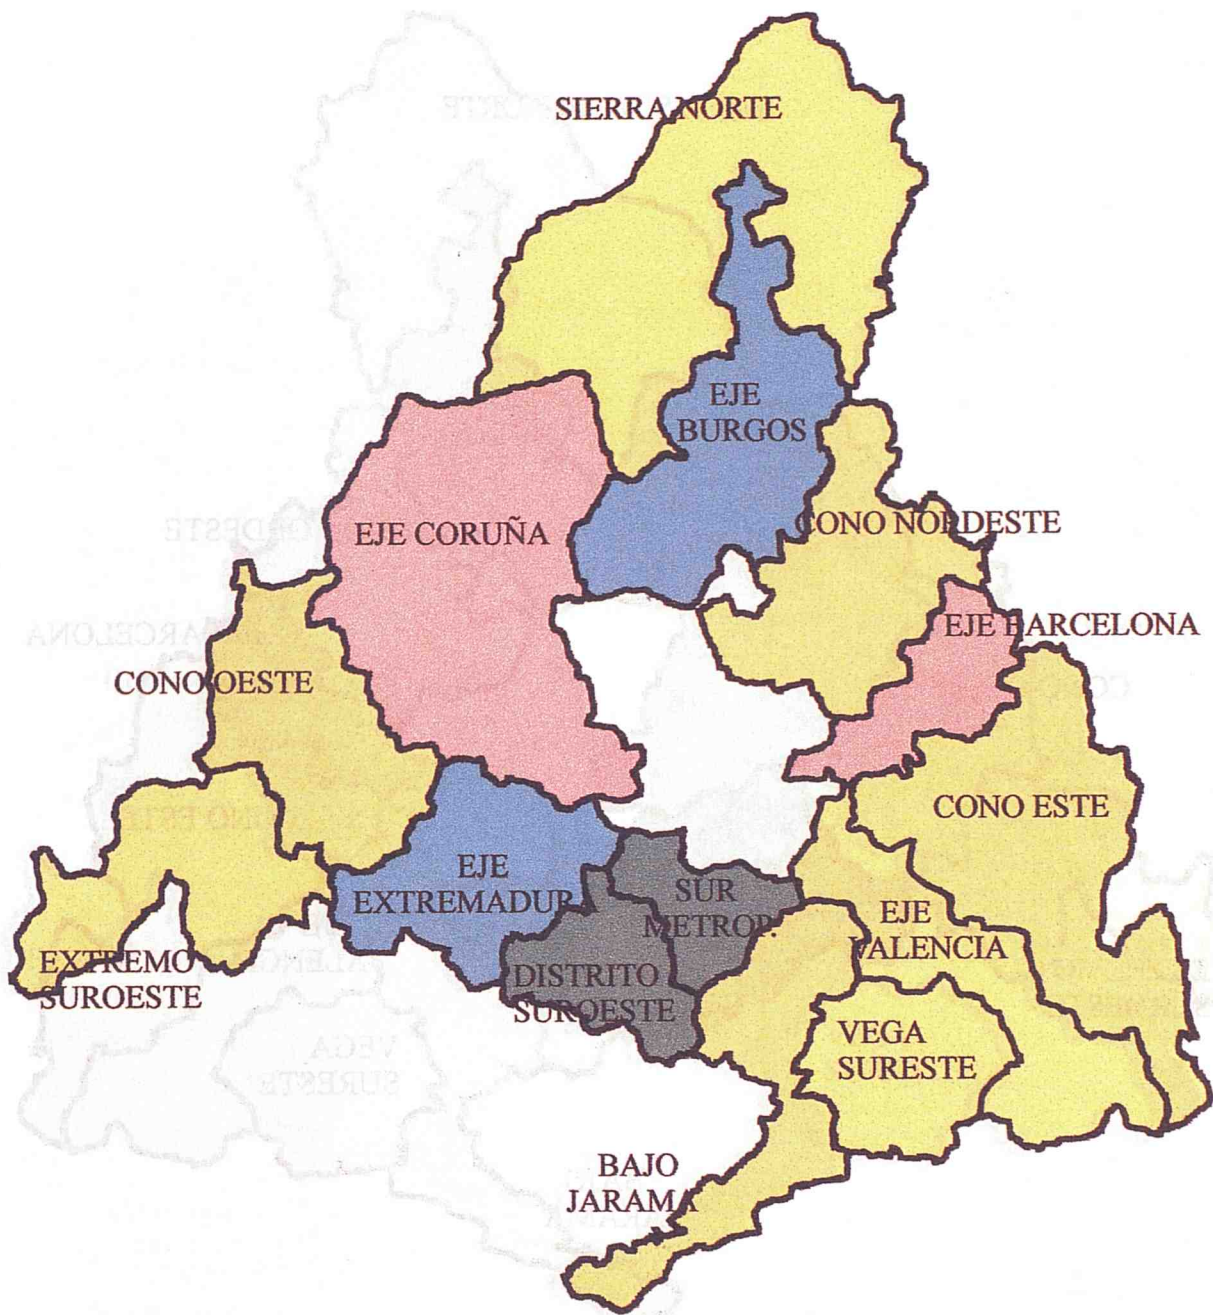 SIERRA NORTE
EJE
BURGOS
EJE CORUÑA
CONO NORDESTE
EJE BARCELONA
CONO OESTE
CONO ESTE
EJE
EXTREMADUR
SUR
METROP.
EJE
VALENCIA
EXTREMO
SUROESTE
DISTRITO
SUROESTE
VEGA
SURESTE
BAJO
JARAMA